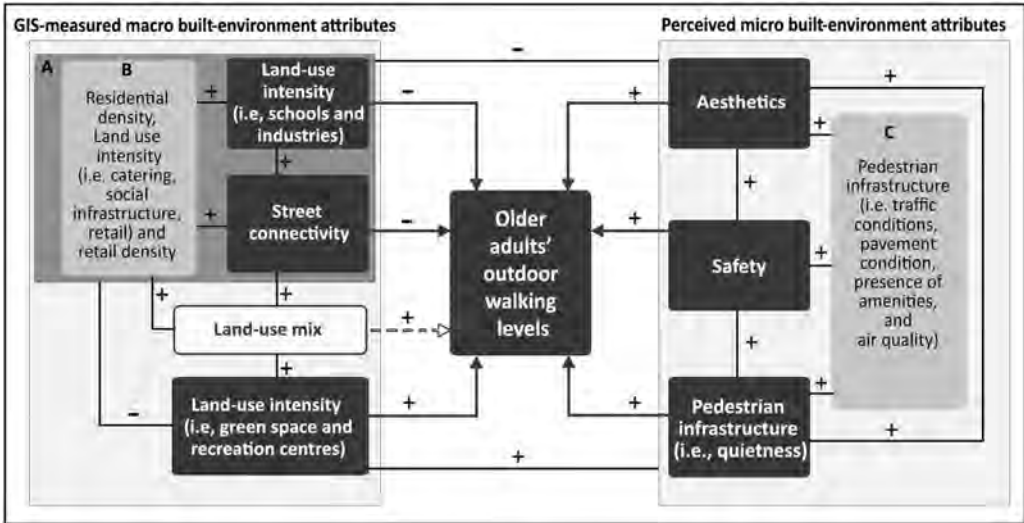 GIS-measured macro built-environment attributes
A
B
Residential
density,
Land use
intensity
(i.e. catering,
social
infrastructure,
retail) and
retail density
+
+
Land-use
intensity
(i.e, schools and
industries)
+
Street
connectivity
+
+
Land-use mix
+
-
Land-use intensity
(i.e, green space and
recreation centres)
-
-
-
+
+
+
Older
adults’
outdoor
walking
levels
Perceived micro built-environment attributes
+
+
+
Aesthetics
+
Safety
+
Pedestrian
infrastructure
(i.e., quietness)
+
+
+
+
+
C
Pedestrian
infrastructure
(i.e. traffic
conditions,
pavement
condition,
presence of
amenities,
and
air quality)